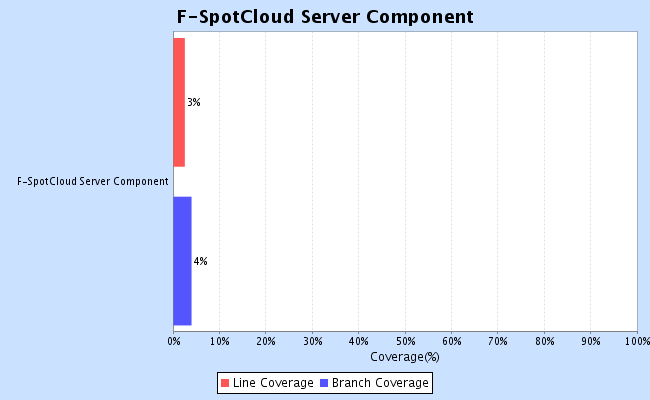 F-SpotCloud Server Component
3%
F-SpotCloud Server Component
4%
0% 10% 20% 30% 40% 50% 60% 70% 80% 90% 100%
Coverage(%)
Line Coverage Branch Coverage